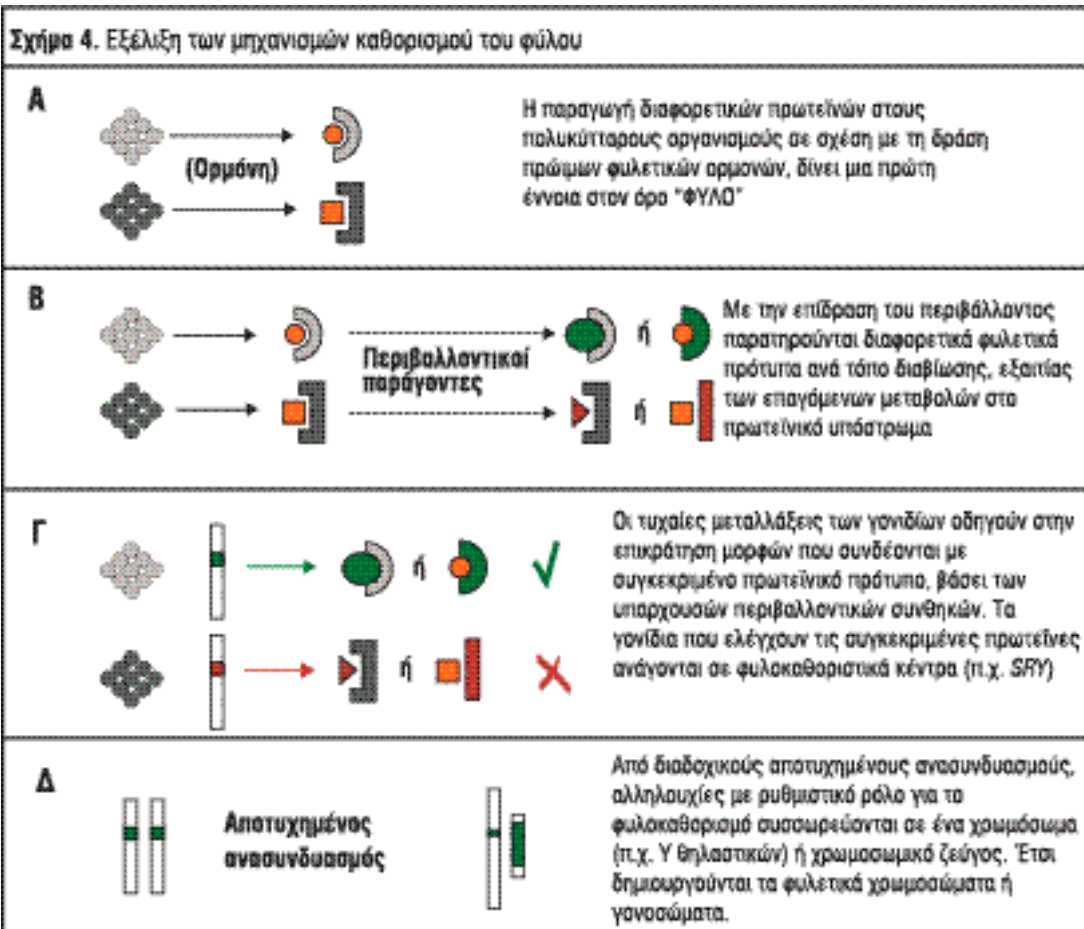 Σχήμα 4. Εξέλιξη των μηχανισμών καθορισμού του φύλου
Α
(Ορμόνη)
Η παραγωγή διαφορετικών πρωτεϊνών στους
πολυκύτταρους οργανισμούς σε σχέση με τη δράση
πρώιμων φυλετικών ορμονών, δίνει μια πρώτη
έννοια στον όρο "ΦΥΛΟ"
Β
Περιβαλλοντικοί
παράγοντες
ή
ή
Με την επίδραση του περιβάλλοντος
παρατηρούνται διαφορετικά φυλετικά
πρότυπα ανά τόπο διαβίωσης, εξαιτίας
των επαγόμενων μεταβολών στο
πρωτεϊνικό υπόστρωμα
Γ
ή
ή
Οι τυχαίες μεταλλάξεις των γονιδίων οδηγούν στην
επικράτηση μορφών που συνδέονται με
συγκεκριμένο πρωτεϊνικό πρότυπο, βάσει των
υπαρχουσών περιβαλλοντικών συνθηκών. Τα
γονίδια που ελέγχουν τις συγκεκριμένες πρωτεΐνες
ανάγονται σε φυλοκαθοριστικά κέντρα (π.χ. SRY)
Δ
Αποτυχημένος
ανασυνδυασμός
Από διαδοχικούς αποτυχημένους ανασυνδυασμούς,
αλληλουχίες με ρυθμιστικό ρόλο για το
φυλοκαθορισμό συσσωρεύονται σε ένα χρωμόσωμα
(π.χ. Υ θηλαστικών) ή χρωμοσωμικό ζεύγος. Έτσι
δημιουργούνται τα φυλετικά χρωμοσώματα ή
γονοσώματα.